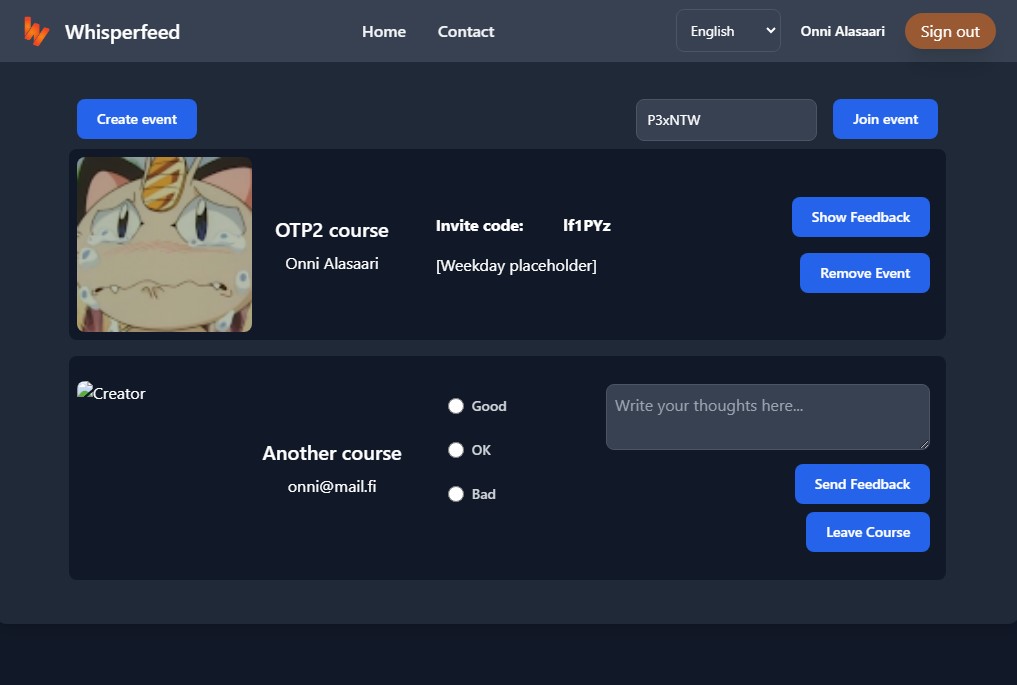 Whisperfeed
Home
Contact
English
Onni Alasaari
Sign out
Create event
P3xNTW
Join event
OTP2 course
Onni Alasaari
Invite code: lf1PYz
[Weekday placeholder]
Show Feedback
Remove Event
Creator
Another course
onni@mail.fi
Good
OK
Bad
Write your thoughts here...
Send Feedback
Leave Course